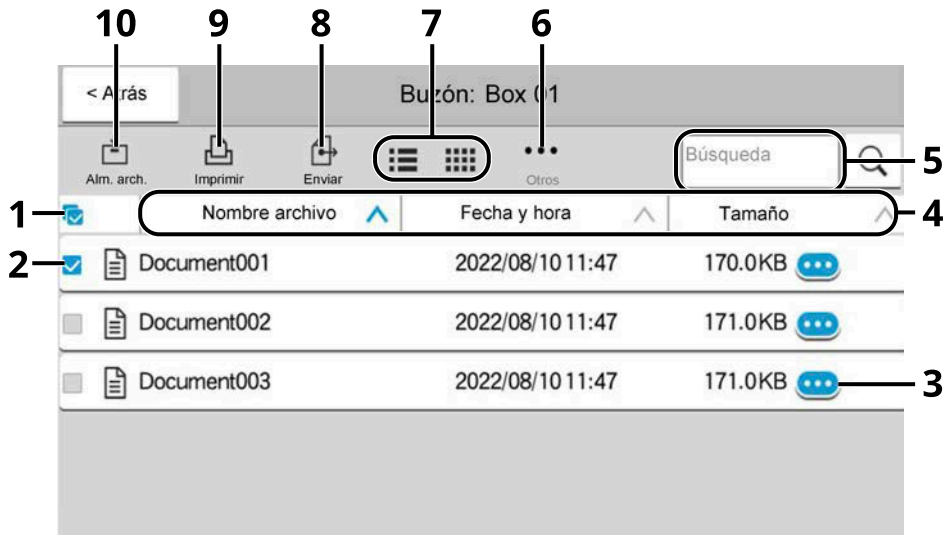 10 9 8 7 6
< Atrás Buzón: Box 01
Alm. arch. Imprimir Enviar Otros Búsqueda 5
1 Nombre archivo Fecha y hora Tamaño 4
2 Document001 2022/08/10 11:47 170.0KB
Document002 2022/08/10 11:47 171.0KB
Document003 2022/08/10 11:47 171.0KB 3